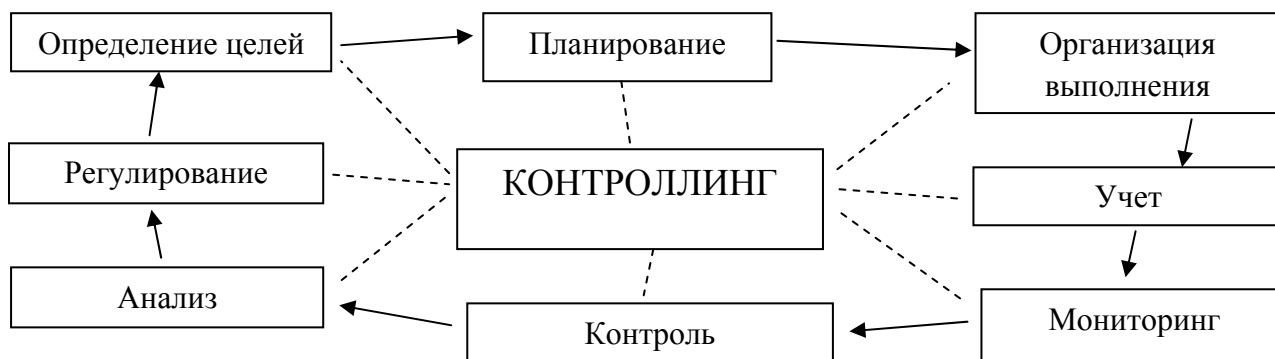 Определение целей
Планирование
Организация
выполнения
Регулирование
КОНТРОЛЛИНГ
Учет
Анализ
Контроль
Мониторинг